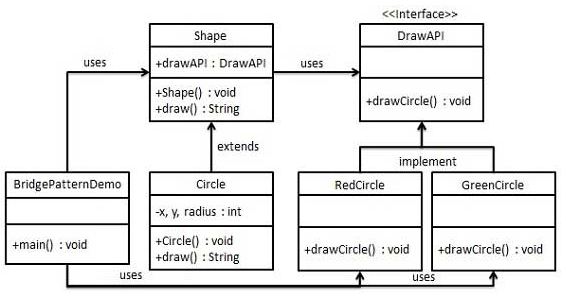 <<Interface>>
Shape
DrawAPI
uses
+drawAPI : DrawAPI
uses
+Shape() : void
+draw() : String
+drawCircle() : void
extends
implement
BridgePatternDemo
Circle
RedCircle
GreenCircle
-x, y, radius : int
+main() : void
+Circle() : void
+draw() : String
+drawCircle() : void
+drawCircle() : void
uses
uses